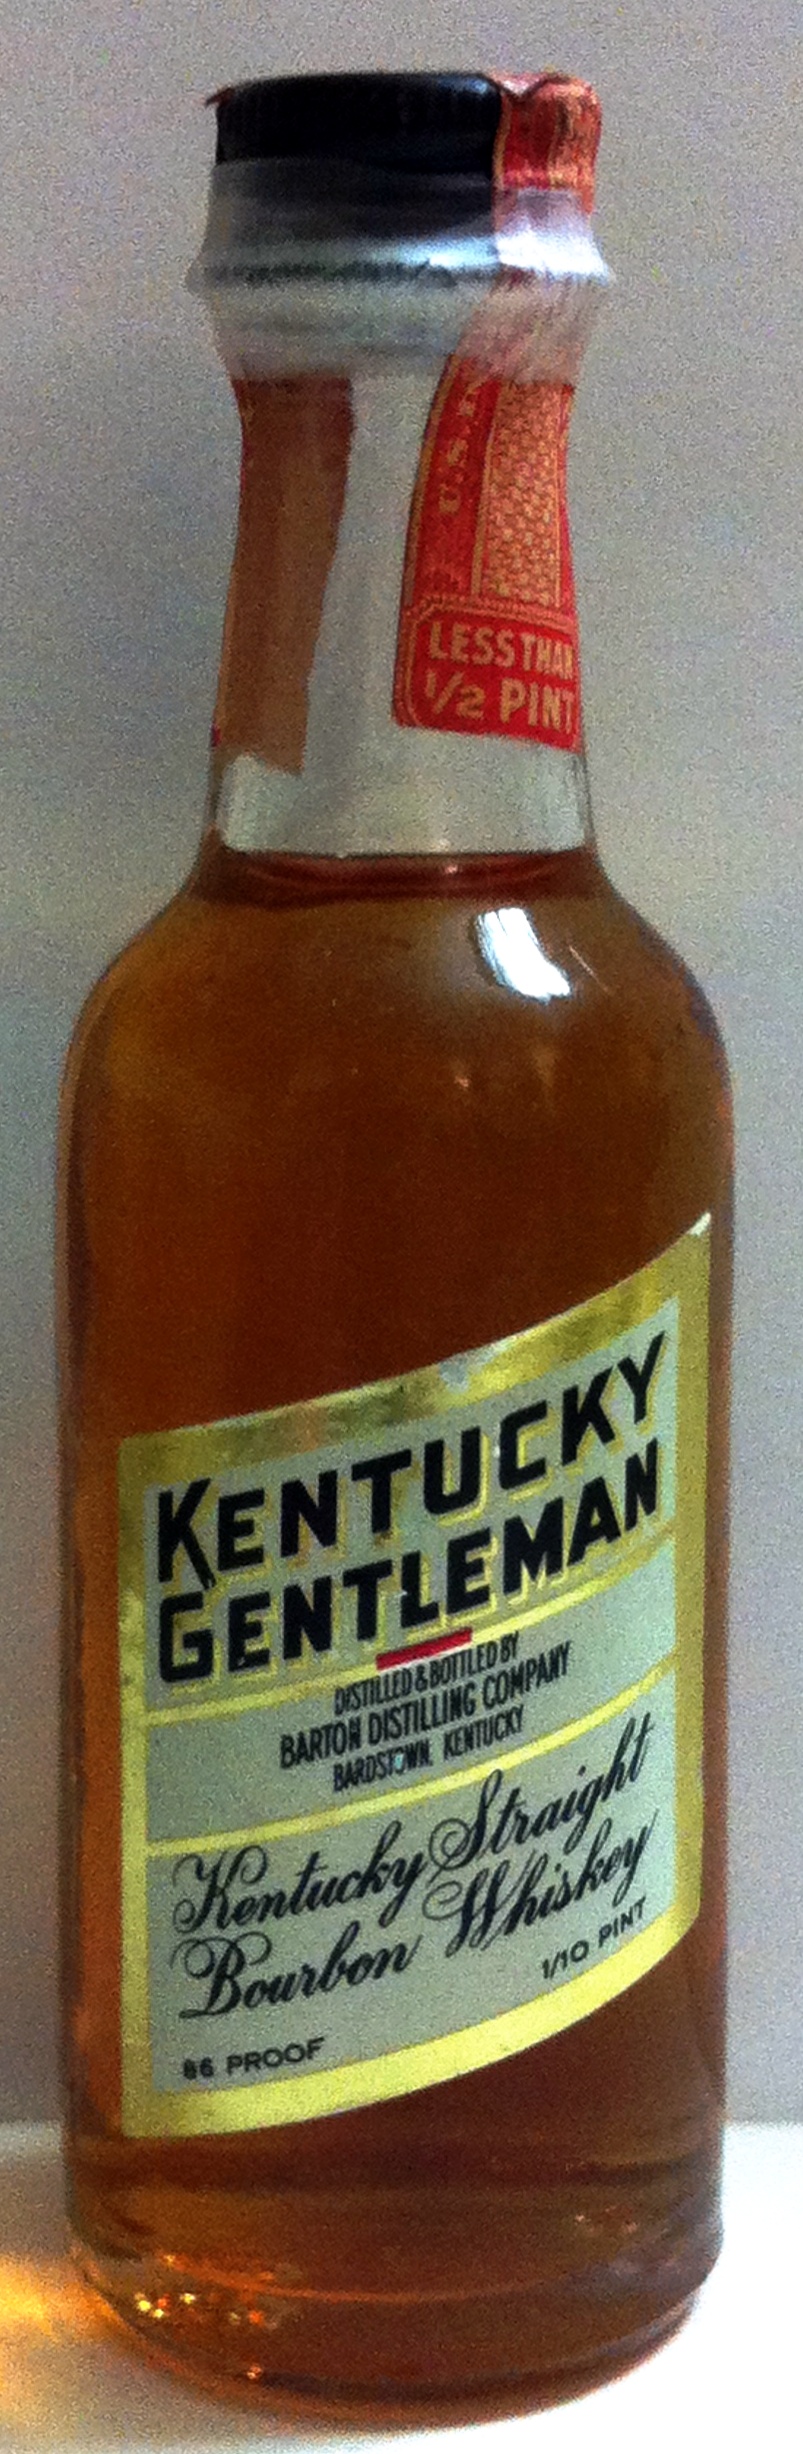 LESS THAN
1/2 PINT
KENTUCKY
GENTLEMAN
DISTILLED & BOTTLED BY
BARTON DISTILLING COMPANY
BARDSTOWN, KENTUCKY
Kentucky Straight
Bourbon Whiskey
1/10 PINT
86 PROOF